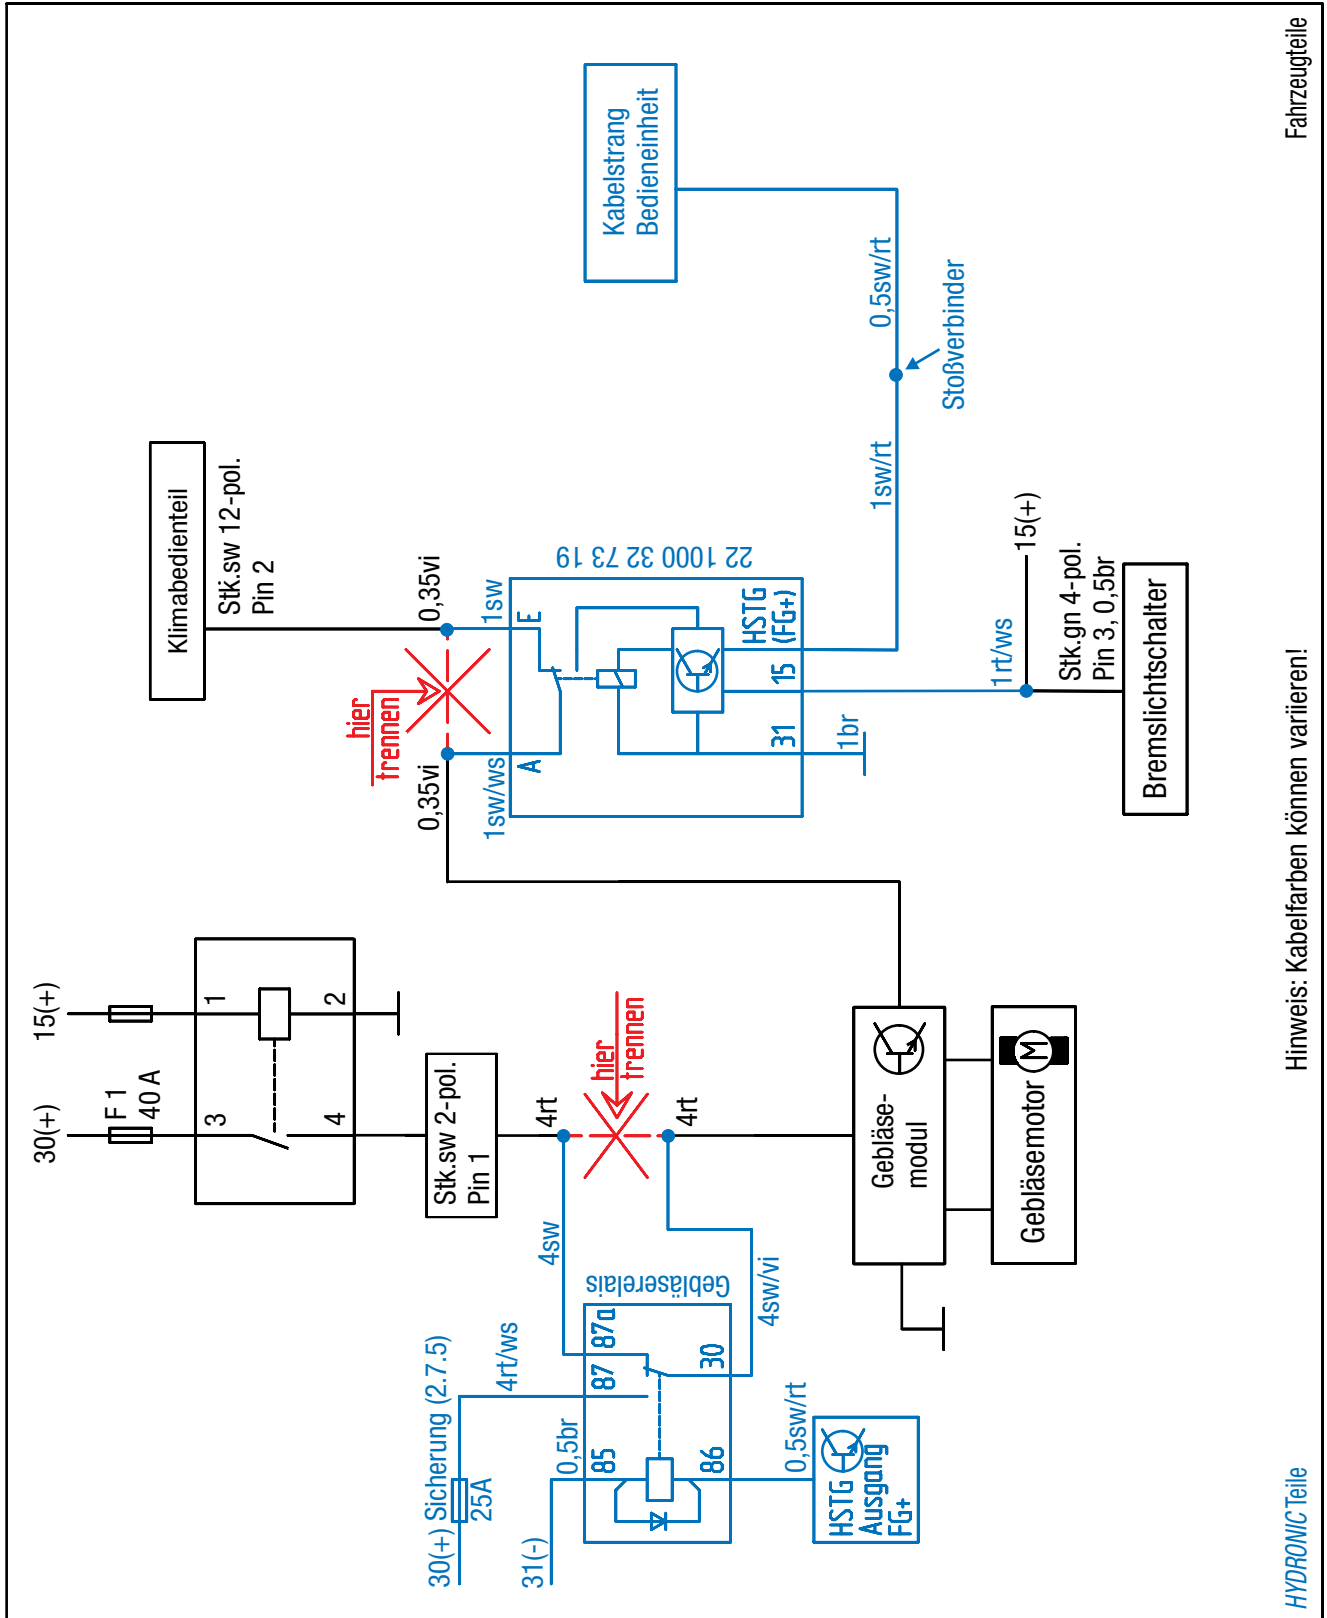 30(+)
15(+)
F 1
40 A
3
1
4
2
Stk.sw 2-pol.
Pin 1
4rt
hier
trennen
4rt
4sw
4sw/vi
Gebläserelais
30(+) Sicherung (2.7.5)
25A
4rt/ws
31(-)
0,5br
85
87
87a
86
30
0,5sw/rt
HSTG
Ausgang
FG+
Gebläse-
modul
Gebläsemotor
M
Klimabedienteil
Stk.sw 12-pol.
Pin 2
hier
trennen
0,35vi
0,35vi
1sw/ws
1sw
A
E
22 1000 32 73 19
31
15
HSTG
(FG+)
1br
1rt/ws
15(+)
Stk.gn 4-pol.
Pin 3, 0,5br
Bremslichtschalter
1sw/rt
0,5sw/rt
Stoßverbinder
Kabelstrang
Bedieneinheit
HYDRONIC Teile
Hinweis: Kabelfarben können variieren!
Fahrzeugteile